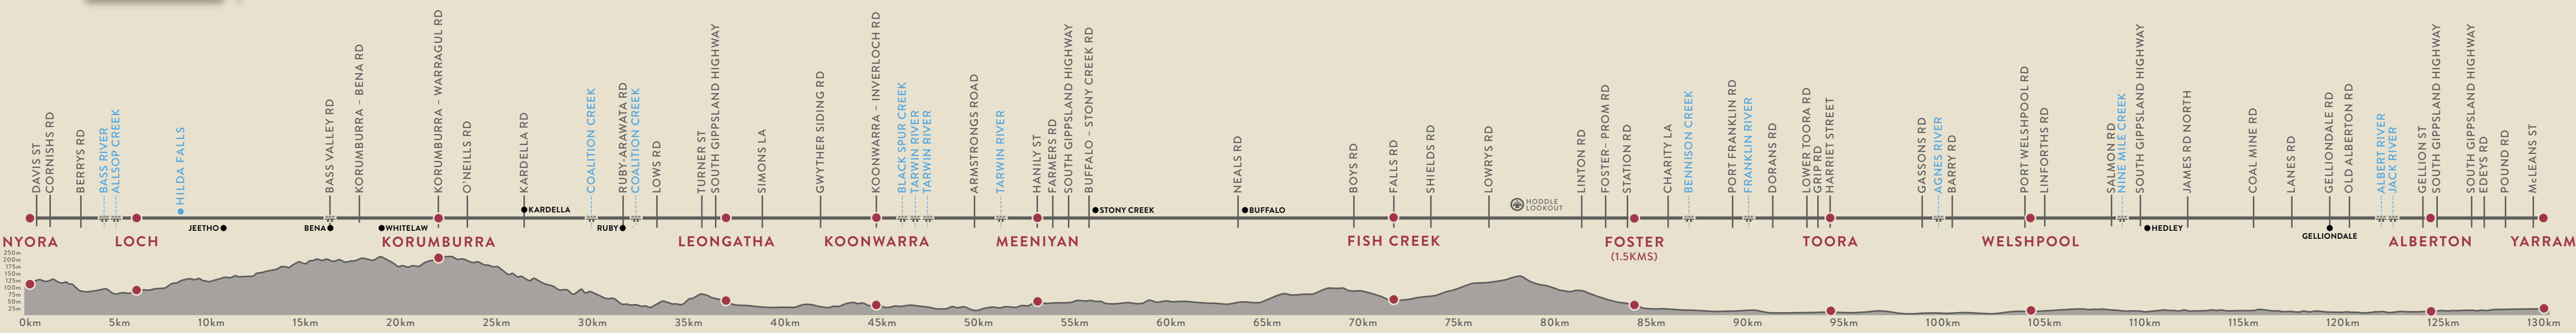 DAVIS ST
CORNISHS RD
BERRYS RD
BASS RIVER
ALLSOP CREEK
HILDA FALLS
BASS VALLEY RD
KORUMBURRA – BENA RD
KORUMBURRA – WARRAGUL RD
O'NEILLS RD
KARDELLA RD
COALITION CREEK
RUBY-ARAWATA RD
COALITION CREEK
LOWS RD
TURNER ST
SOUTH GIPPSLAND HIGHWAY
SIMONS LA
GWYTHER SIDING RD
KOONWARRA – INVERLOCH RD
BLACK SPUR CREEK
TARWIN RIVER
TARWIN RIVER
ARMSTRONGS ROAD
TARWIN RIVER
HANILY ST
FARMERS RD
SOUTH GIPPSLAND HIGHWAY
BUFFALO – STONY CREEK RD
NEALS RD
BOYS RD
FALLS RD
SHIELDS RD
LOWRYS RD
LINTON RD
FOSTER– PROM RD
STATION RD
CHARITY LA
BENNISON CREEK
PORT FRANKLIN RD
FRANKLIN RIVER
DORANS RD
LOWER TOORA RD
GRIP RD
HARRIET STREET
GASSONS RD
AGNES RIVER
BARRY RD
PORT WELSHPOOL RD
LINFORTHS RD
SALMON RD
NINE MILE CREEK
SOUTH GIPPSLAND HIGHWAY
JAMES RD NORTH
COAL MINE RD
LANES RD
GELLIONDALE RD
OLD ALBERTON RD
ALBERT RIVER
JACK RIVER
GELLION ST
SOUTH GIPPSLAND HIGHWAY
SOUTH GIPPSLAND HIGHWAY
EDEYS RD
POUND RD
McLEANS ST
KARDELLA
STONY CREEK
BUFFALO
HODDLE
LOOKOUT
JEETHO
BENA
WHITELAW
RUBY
HEDLEY
GELLIONDALE
NYORA
LOCH
KORUMBURRA
LEONGATHA
KOONWARRA
MEENIYAN
FISH CREEK
FOSTER
(1.5KMS)
TOORA
WELSHPOOL
ALBERTON
YARRAM
250m
200m
175m
150m
125m
100m
75m
50m
25m
0km
5km
10km
15km
20km
25km
30km
35km
40km
45km
50km
55km
60km
65km
70km
75km
80km
85km
90km
95km
100km
105km
110km
115km
120km
125km
130km